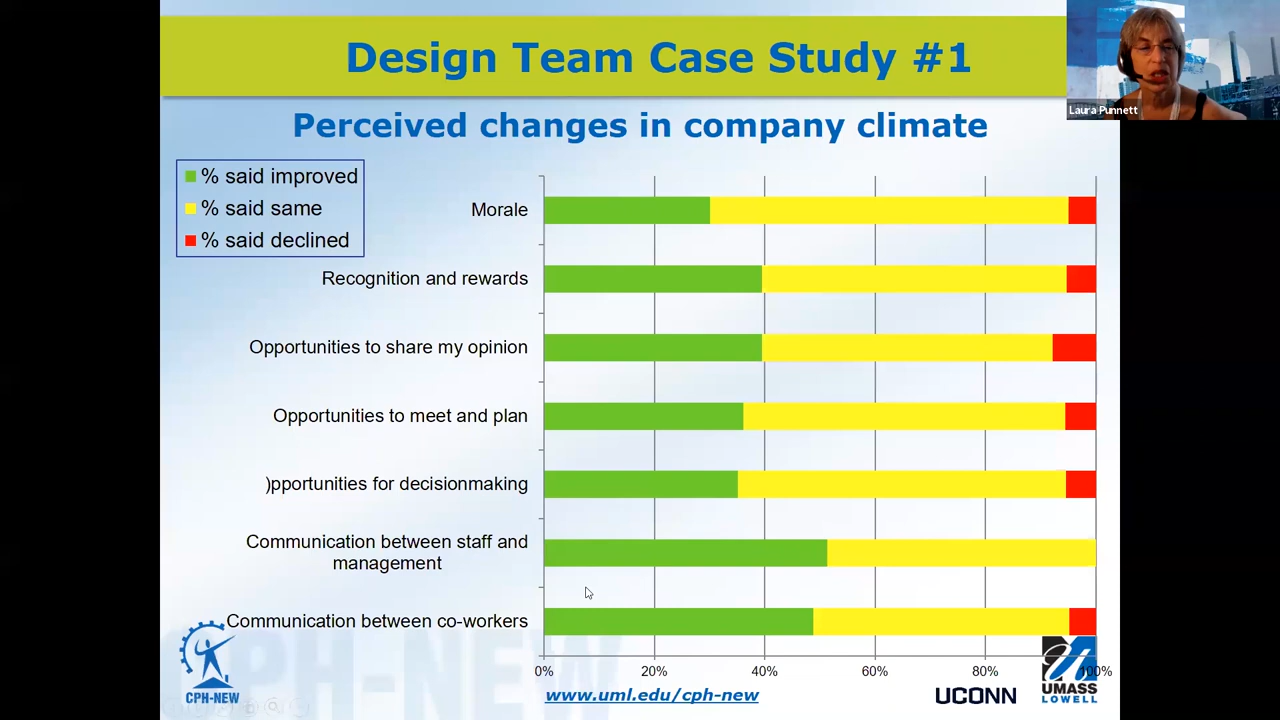 Design Team Case Study #1
Laura Punnett
Perceived changes in company climate
% said improved
% said same
% said declined
Morale
Recognition and rewards
Opportunities to share my opinion
Opportunities to meet and plan
)pportunities for decisionmaking
Communication between staff and
management
Communication between co-workers
0% 20% 40% 60% 80% 100%
CPH-NEW
CPH-NEW
www.uml.edu/cph-new
UCONN
UMASS
LOWELL